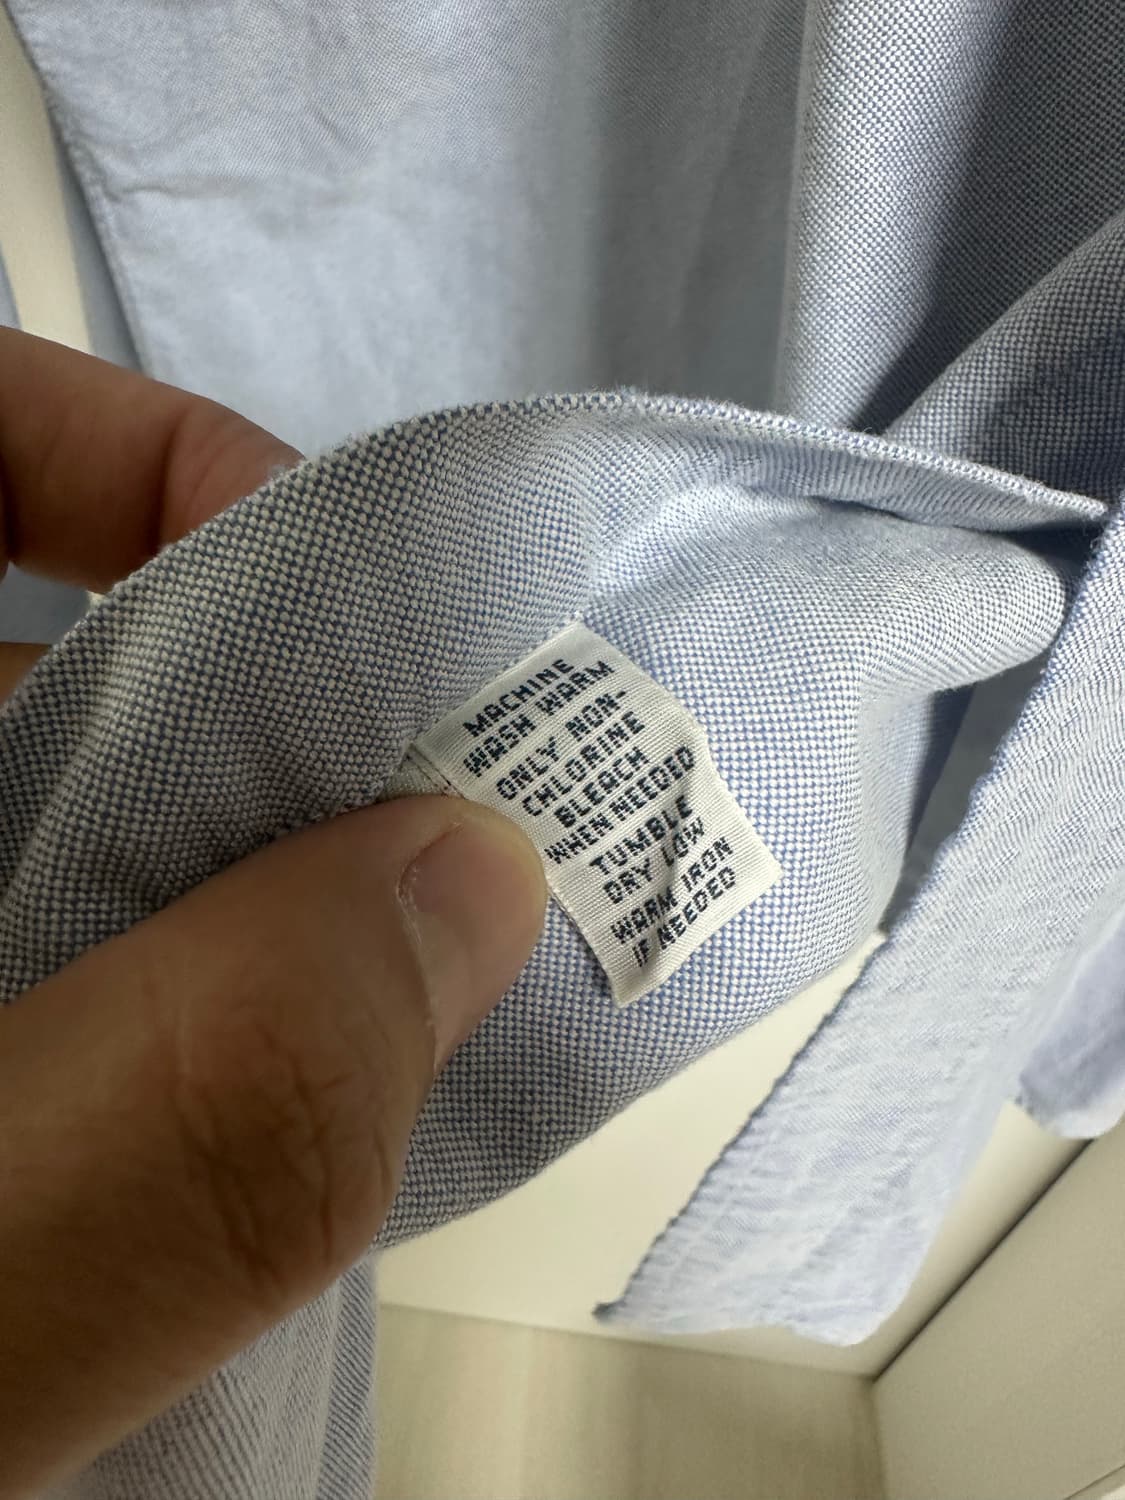 MACHINE
WASH WARM
ONLY NON-
CHLORINE
BLEACH
WHEN NEEDED
TUMBLE
DRY LOW
WARM IRON
IF NEEDED